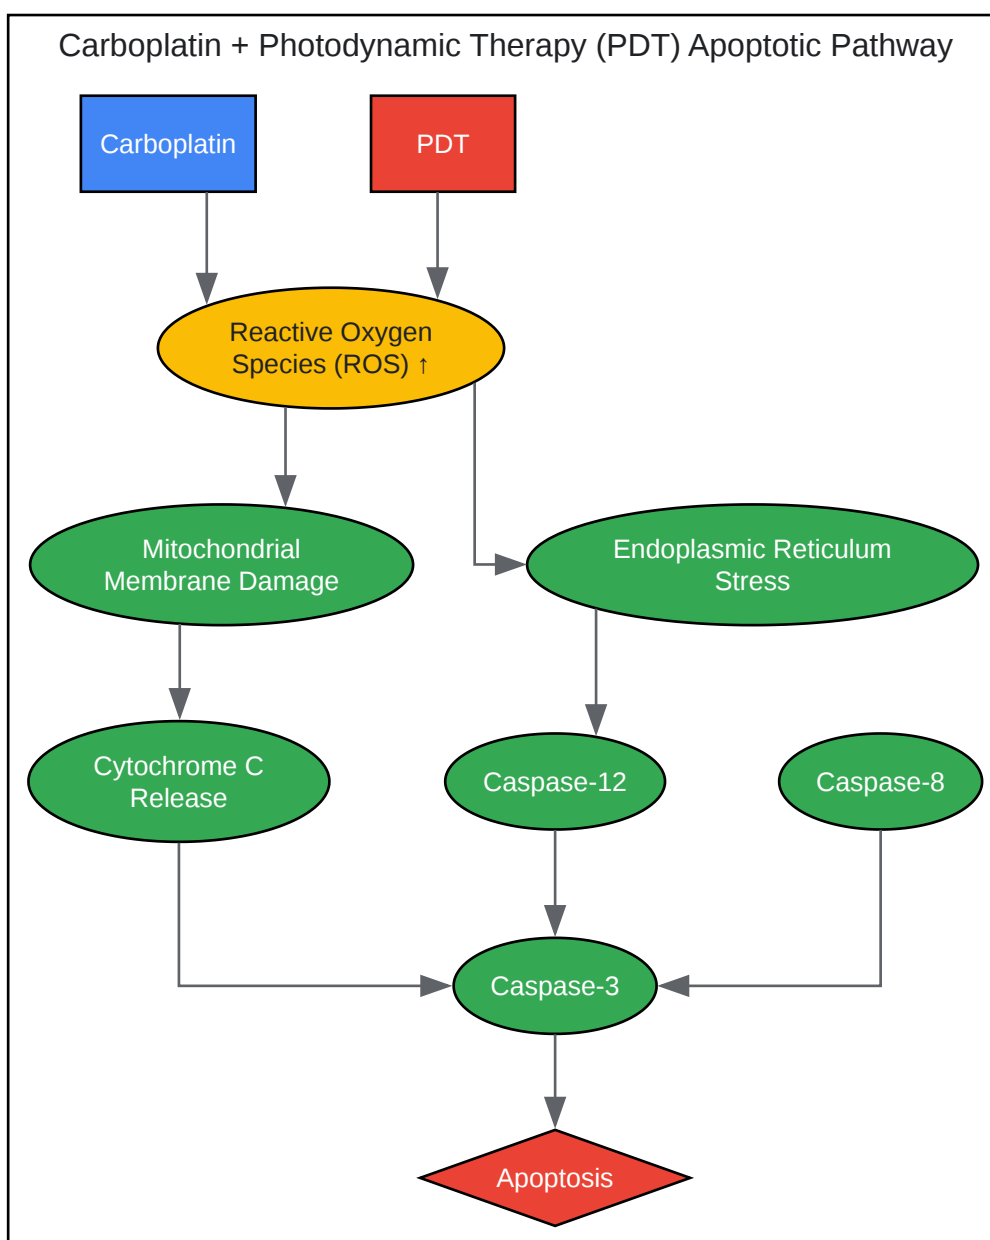 Carboplatin + Photodynamic Therapy (PDT) Apoptotic Pathway
Carboplatin
PDT
Reactive Oxygen
Species (ROS) ↑
Mitochondrial
Membrane Damage
Endoplasmic Reticulum
Stress
Cytochrome C
Release
Caspase-12
Caspase-8
Caspase-3
Apoptosis